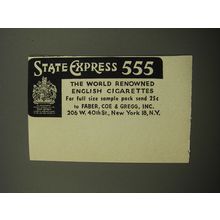 STATE EXPRESS 555
THE WORLD RENOWNED
ENGLISH CIGARETTES
For full size sample pack send 25¢
to FABER, COE & GREGG, INC.
206 W. 40th St., New York 18, N.Y.